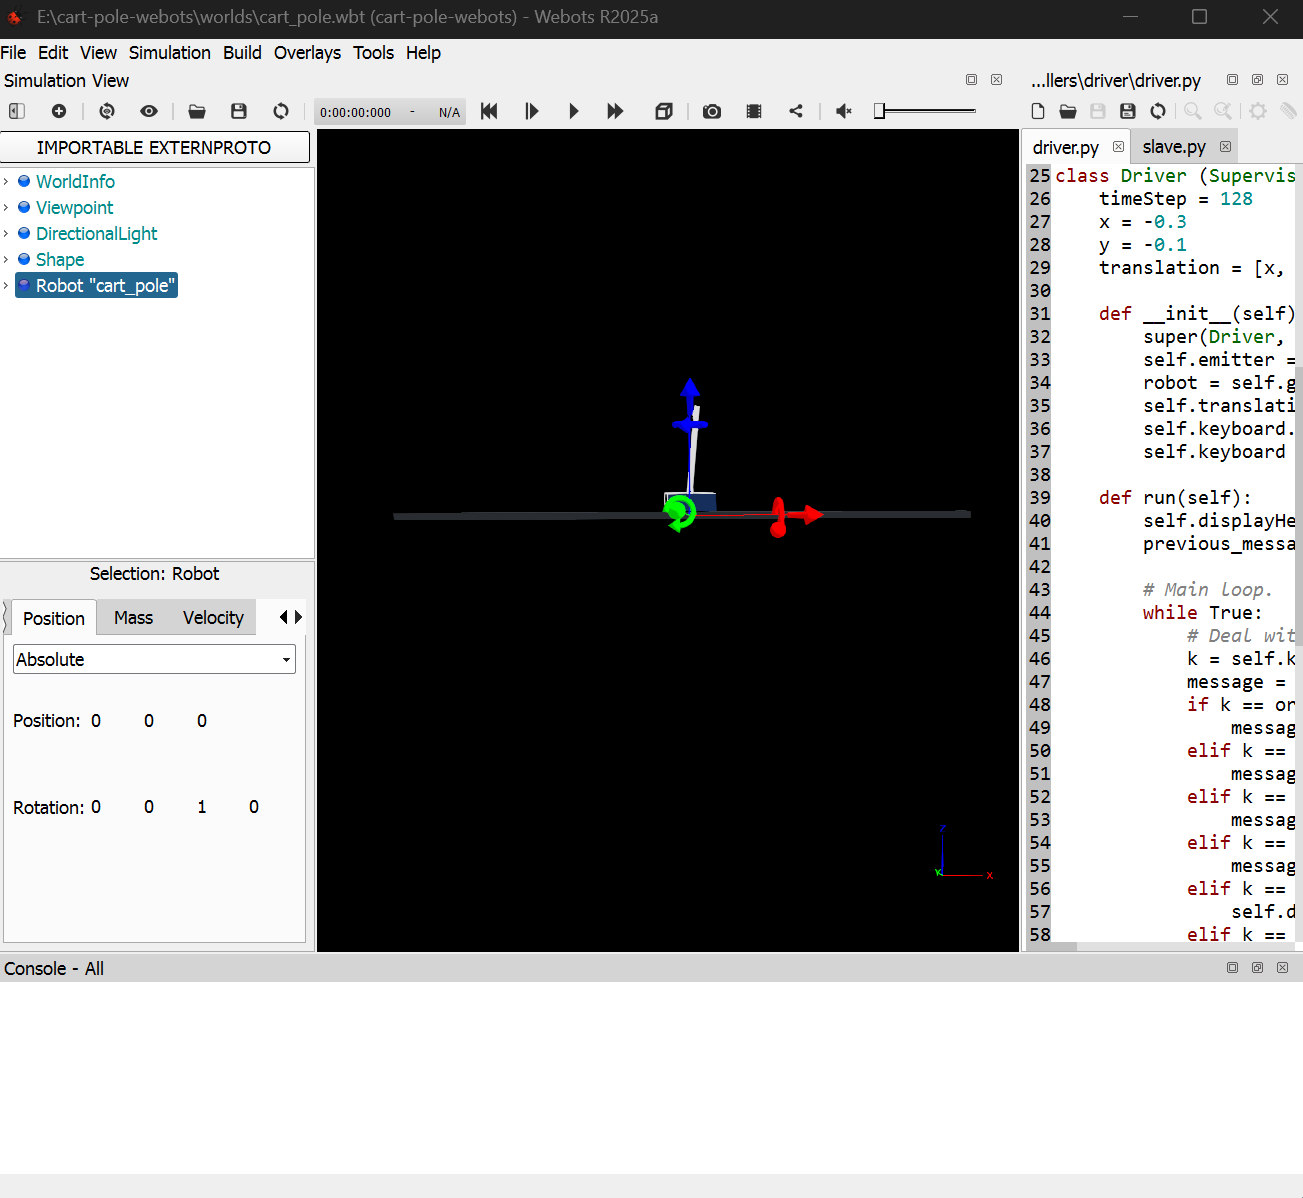 E:\cart-pole-webots\worlds\cart_pole.wbt (cart-pole-webots) - Webots R2025a
File Edit View Simulation Build Overlays Tools Help
Simulation View
...llers\driver\driver.py
0:00:00:000 - N/A
IMPORTABLE EXTERNPROTO
WorldInfo
Viewpoint
DirectionalLight
Shape
Robot "cart_pole"
Selection: Robot
Position Mass Velocity
Absolute
Position: 0 0 0
Rotation: 0 0 1 0
Z
Y
X
driver.py slave.py
25 class Driver (Supervis
26 timeStep = 128
27 x = -0.3
28 y = -0.1
29 translation = [x,
30
31 def __init__(self)
32 super(Driver,
33 self.emitter =
34 robot = self.g
35 self.translati
36 self.keyboard.
37 self.keyboard
38
39 def run(self):
40 self.displayHe
41 previous_messa
42
43 # Main loop.
44 while True:
45 # Deal wit
46 k = self.k
47 message =
48 if k == or
49 messag
50 elif k ==
51 messag
52 elif k ==
53 messag
54 elif k ==
55 messag
56 elif k ==
57 self.d
58 elif k ==
Console - All